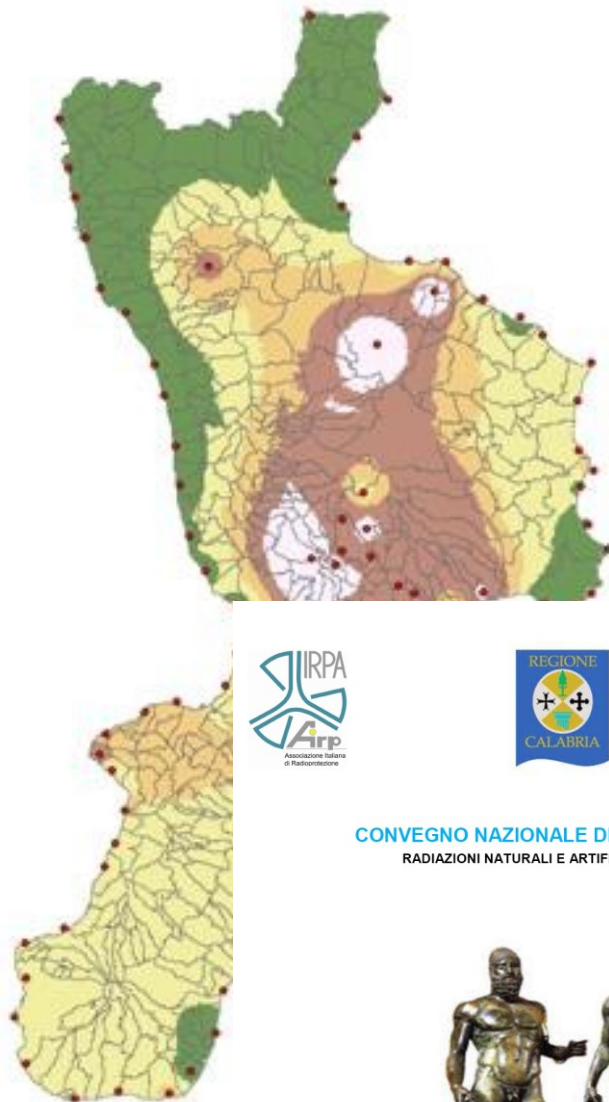 IRPA
Airp
Associazione Italiana
di Radioprotezione
REGIONE
CALABRIA
CONVEGNO NAZIONALE D
RADIAZIONI NATURALI E ARTIF